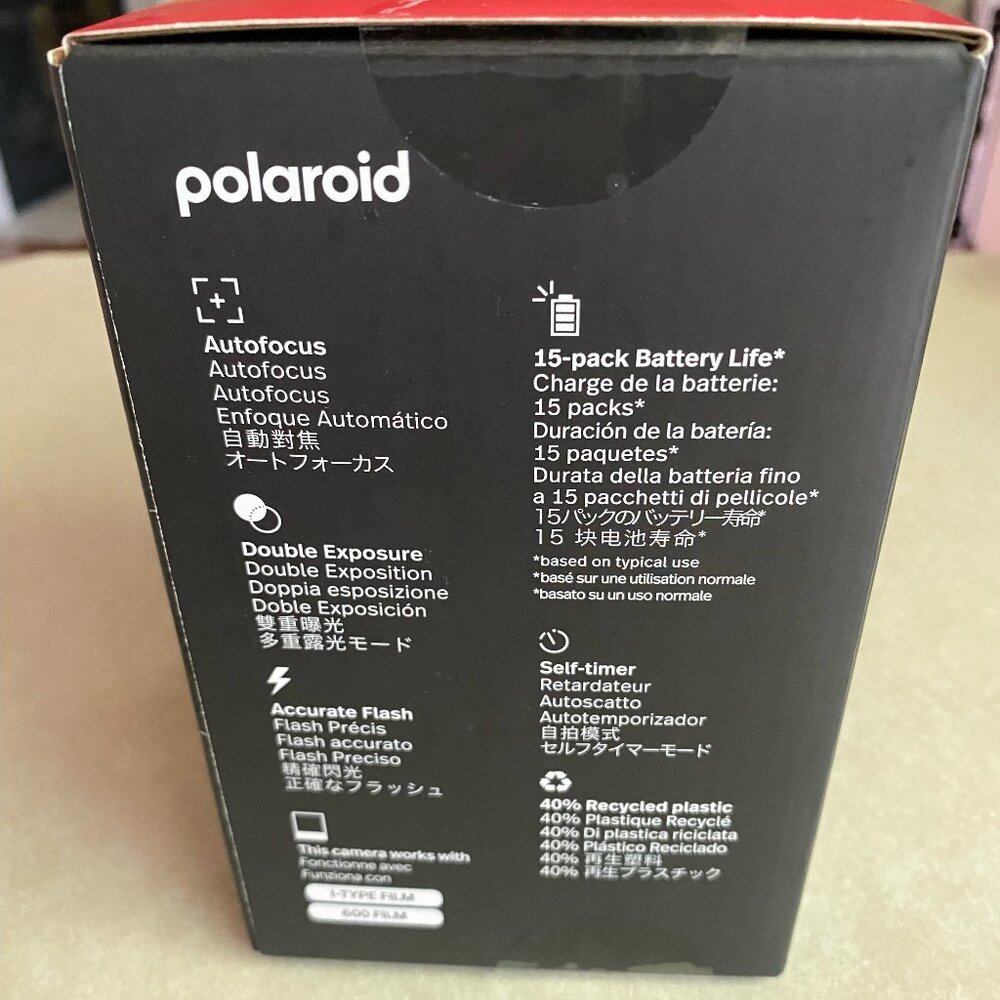 polaroid
Autofocus
Autofocus
Autofocus
Enfoque Automático
自動對焦
オートフォーカス
Double Exposure
Double Exposition
Doppia esposizione
Doble Exposición
雙重曝光
多重露光モード
Accurate Flash
Flash Précis
Flash accurato
Flash Preciso
精確閃光
正確なフラッシュ
This camera works with
Fonctionne avec
Funziona con
I-TYPE FILM
600 FILM
15-pack Battery Life*
Charge de la batterie:
15 packs*
Duración de la batería:
15 paquetes*
Durata della batteria fino
a 15 pacchetti di pellicole*
15パックのバッテリー寿命*
15 块电池寿命*
*based on typical use
*basé sur une utilisation normale
*basato su un uso normale
Self-timer
Retardateur
Autoscatto
Autotemporizador
自拍模式
セルフタイマーモード
40% Recycled plastic
40% Plastique Recyclé
40% Di plastica riciclata
40% Plástico Reciclado
40% 再生塑料
40% 再生プラスチック